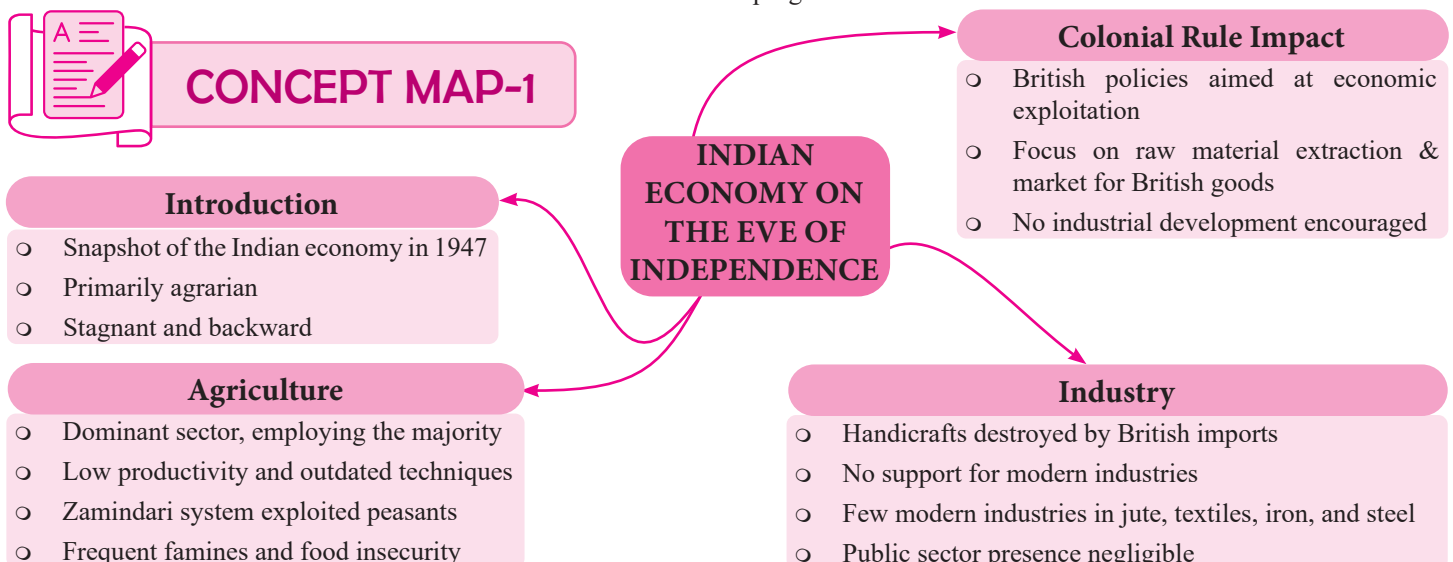 CONCEPT MAP-1
INDIAN
ECONOMY ON
THE EVE OF
INDEPENDENCE
Colonial Rule Impact
○ British policies aimed at economic
exploitation
○ Focus on raw material extraction &
market for British goods
○ No industrial development encouraged
Introduction
○ Snapshot of the Indian economy in 1947
○ Primarily agrarian
○ Stagnant and backward
Agriculture
○ Dominant sector, employing the majority
○ Low productivity and outdated techniques
○ Zamindari system exploited peasants
○ Frequent famines and food insecurity
Industry
○ Handicrafts destroyed by British imports
○ No support for modern industries
○ Few modern industries in jute, textiles, iron, and steel
○ Public sector presence negligible